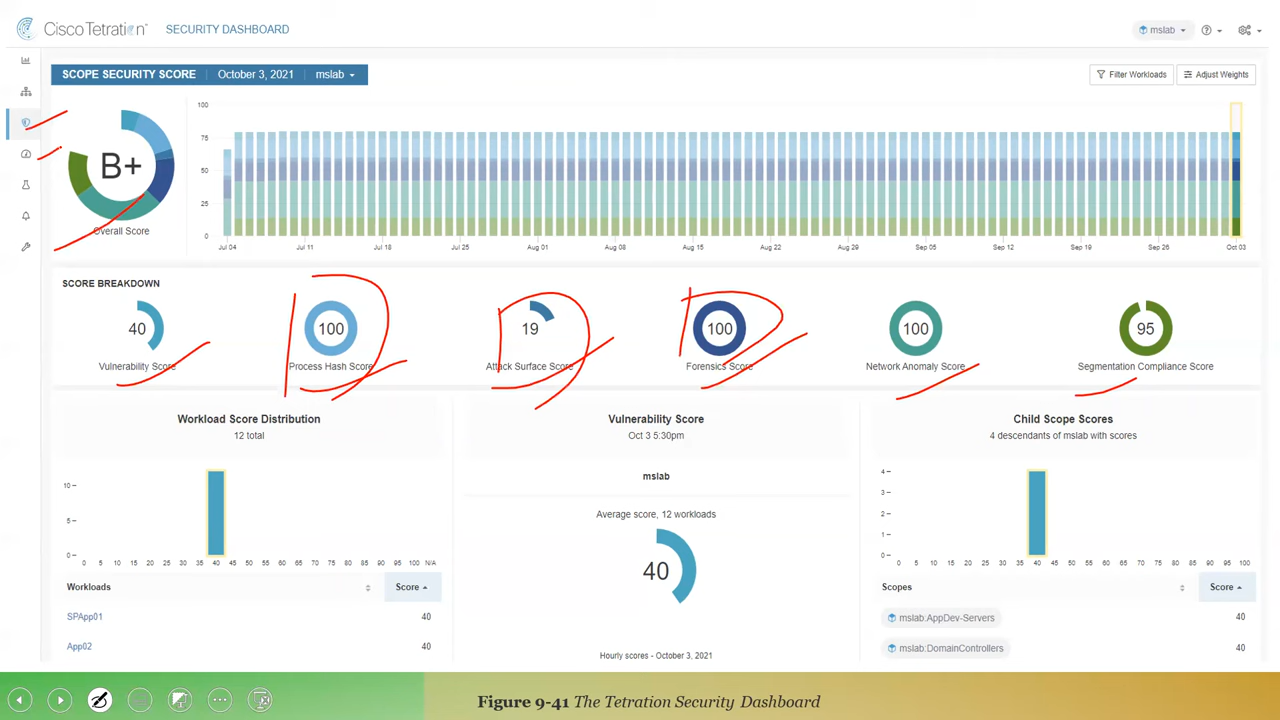 Cisco Tetration™ SECURITY DASHBOARD mslab
SCOPE SECURITY SCORE October 3, 2021 mslab Filter Workloads Adjust Weights
100
75
50
25
0
B+
Overall Score
Jul 04 Jul 11 Jul 18 Jul 25 Aug 01 Aug 08 Aug 15 Aug 22 Aug 29 Sep 05 Sep 12 Sep 19 Sep 26 Oct 03
SCORE BREAKDOWN
40 100 19 100 100 95
Vulnerability Score Process Hash Score Attack Surface Score Forensics Score Network Anomaly Score Segmentation Compliance Score
Workload Score Distribution
12 total
10
5
0
0 5 10 15 20 25 30 35 40 45 50 55 60 65 70 75 80 85 90 95 100 N/A
Workloads Score
SPApp01 40
App02 40
Vulnerability Score
Oct 3 5:30pm
mslab
Average score, 12 workloads
40
Hourly scores - October 3, 2021
Child Scope Scores
4 descendants of mslab with scores
4
3
2
1
0
0 5 10 15 20 25 30 35 40 45 50 55 60 65 70 75 80 85 90 95 100
Scopes Score
mslab:AppDev-Servers 40
mslab:DomainControllers 40
Figure 9-41 The Tetration Security Dashboard